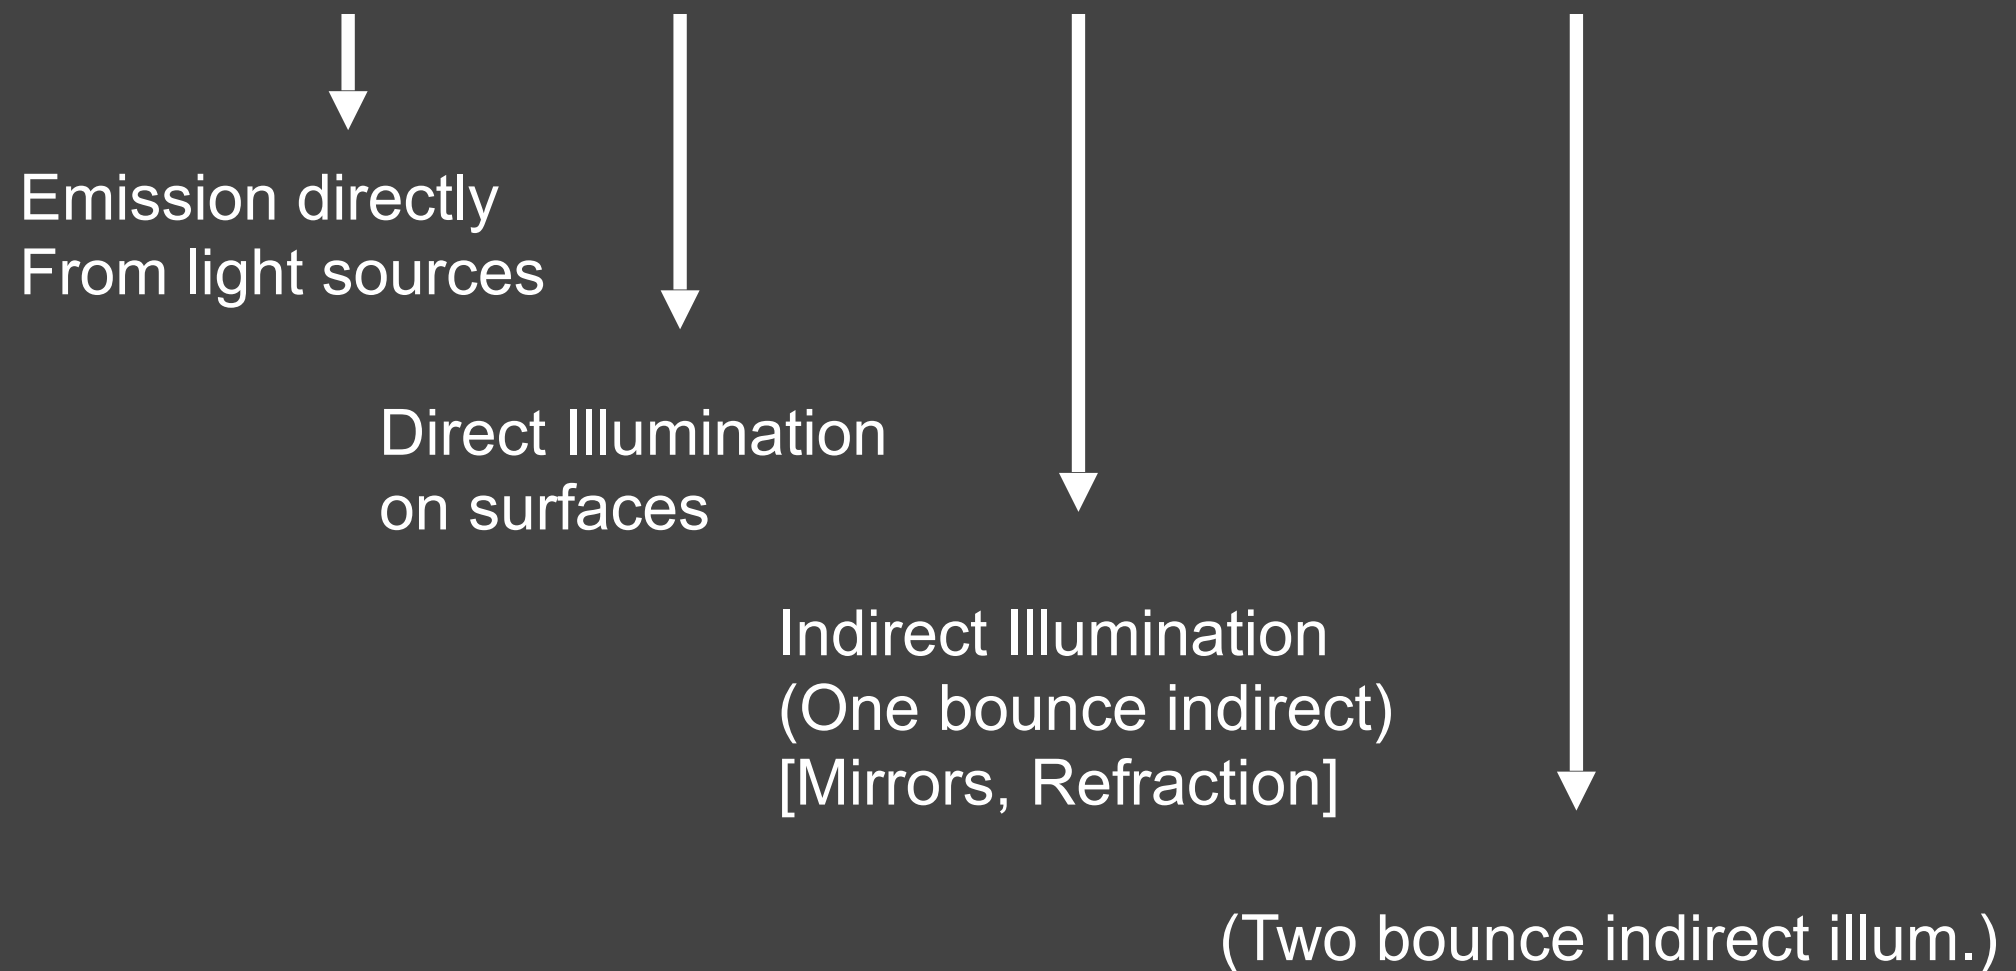 Emission directly
From light sources
Direct Illumination
on surfaces
Indirect Illumination
(One bounce indirect)
[Mirrors, Refraction]
(Two bounce indirect illum.)